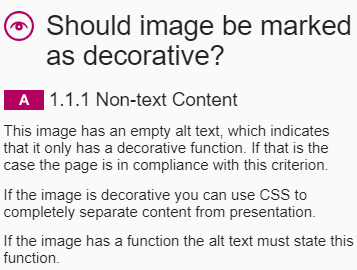 Should image be marked
as decorative?
A 1.1.1 Non-text Content
This image has an empty alt text, which indicates
that it only has a decorative function. If that is the
case the page is in compliance with this criterion.
If the image is decorative you can use CSS to
completely separate content from presentation.
If the image has a function the alt text must state this
function.